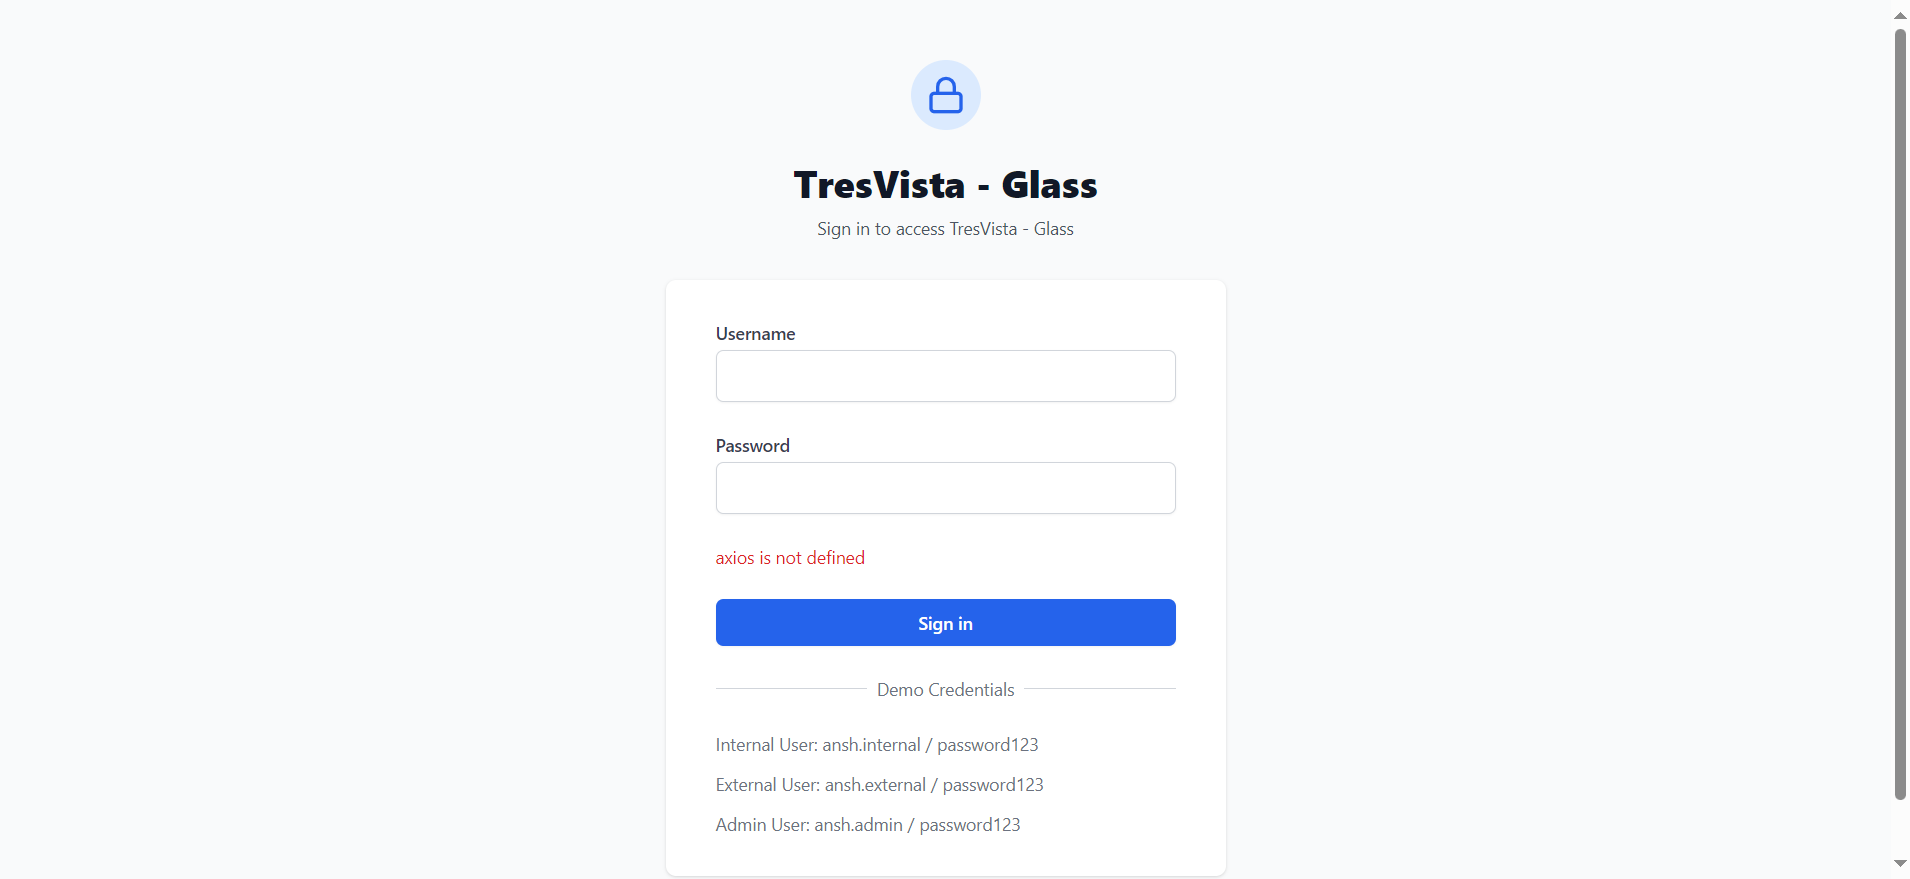 TresVista - Glass
Sign in to access TresVista - Glass
Username
Password
axios is not defined
Sign in
Demo Credentials
Internal User: ansh.internal / password123
External User: ansh.external / password123
Admin User: ansh.admin / password123